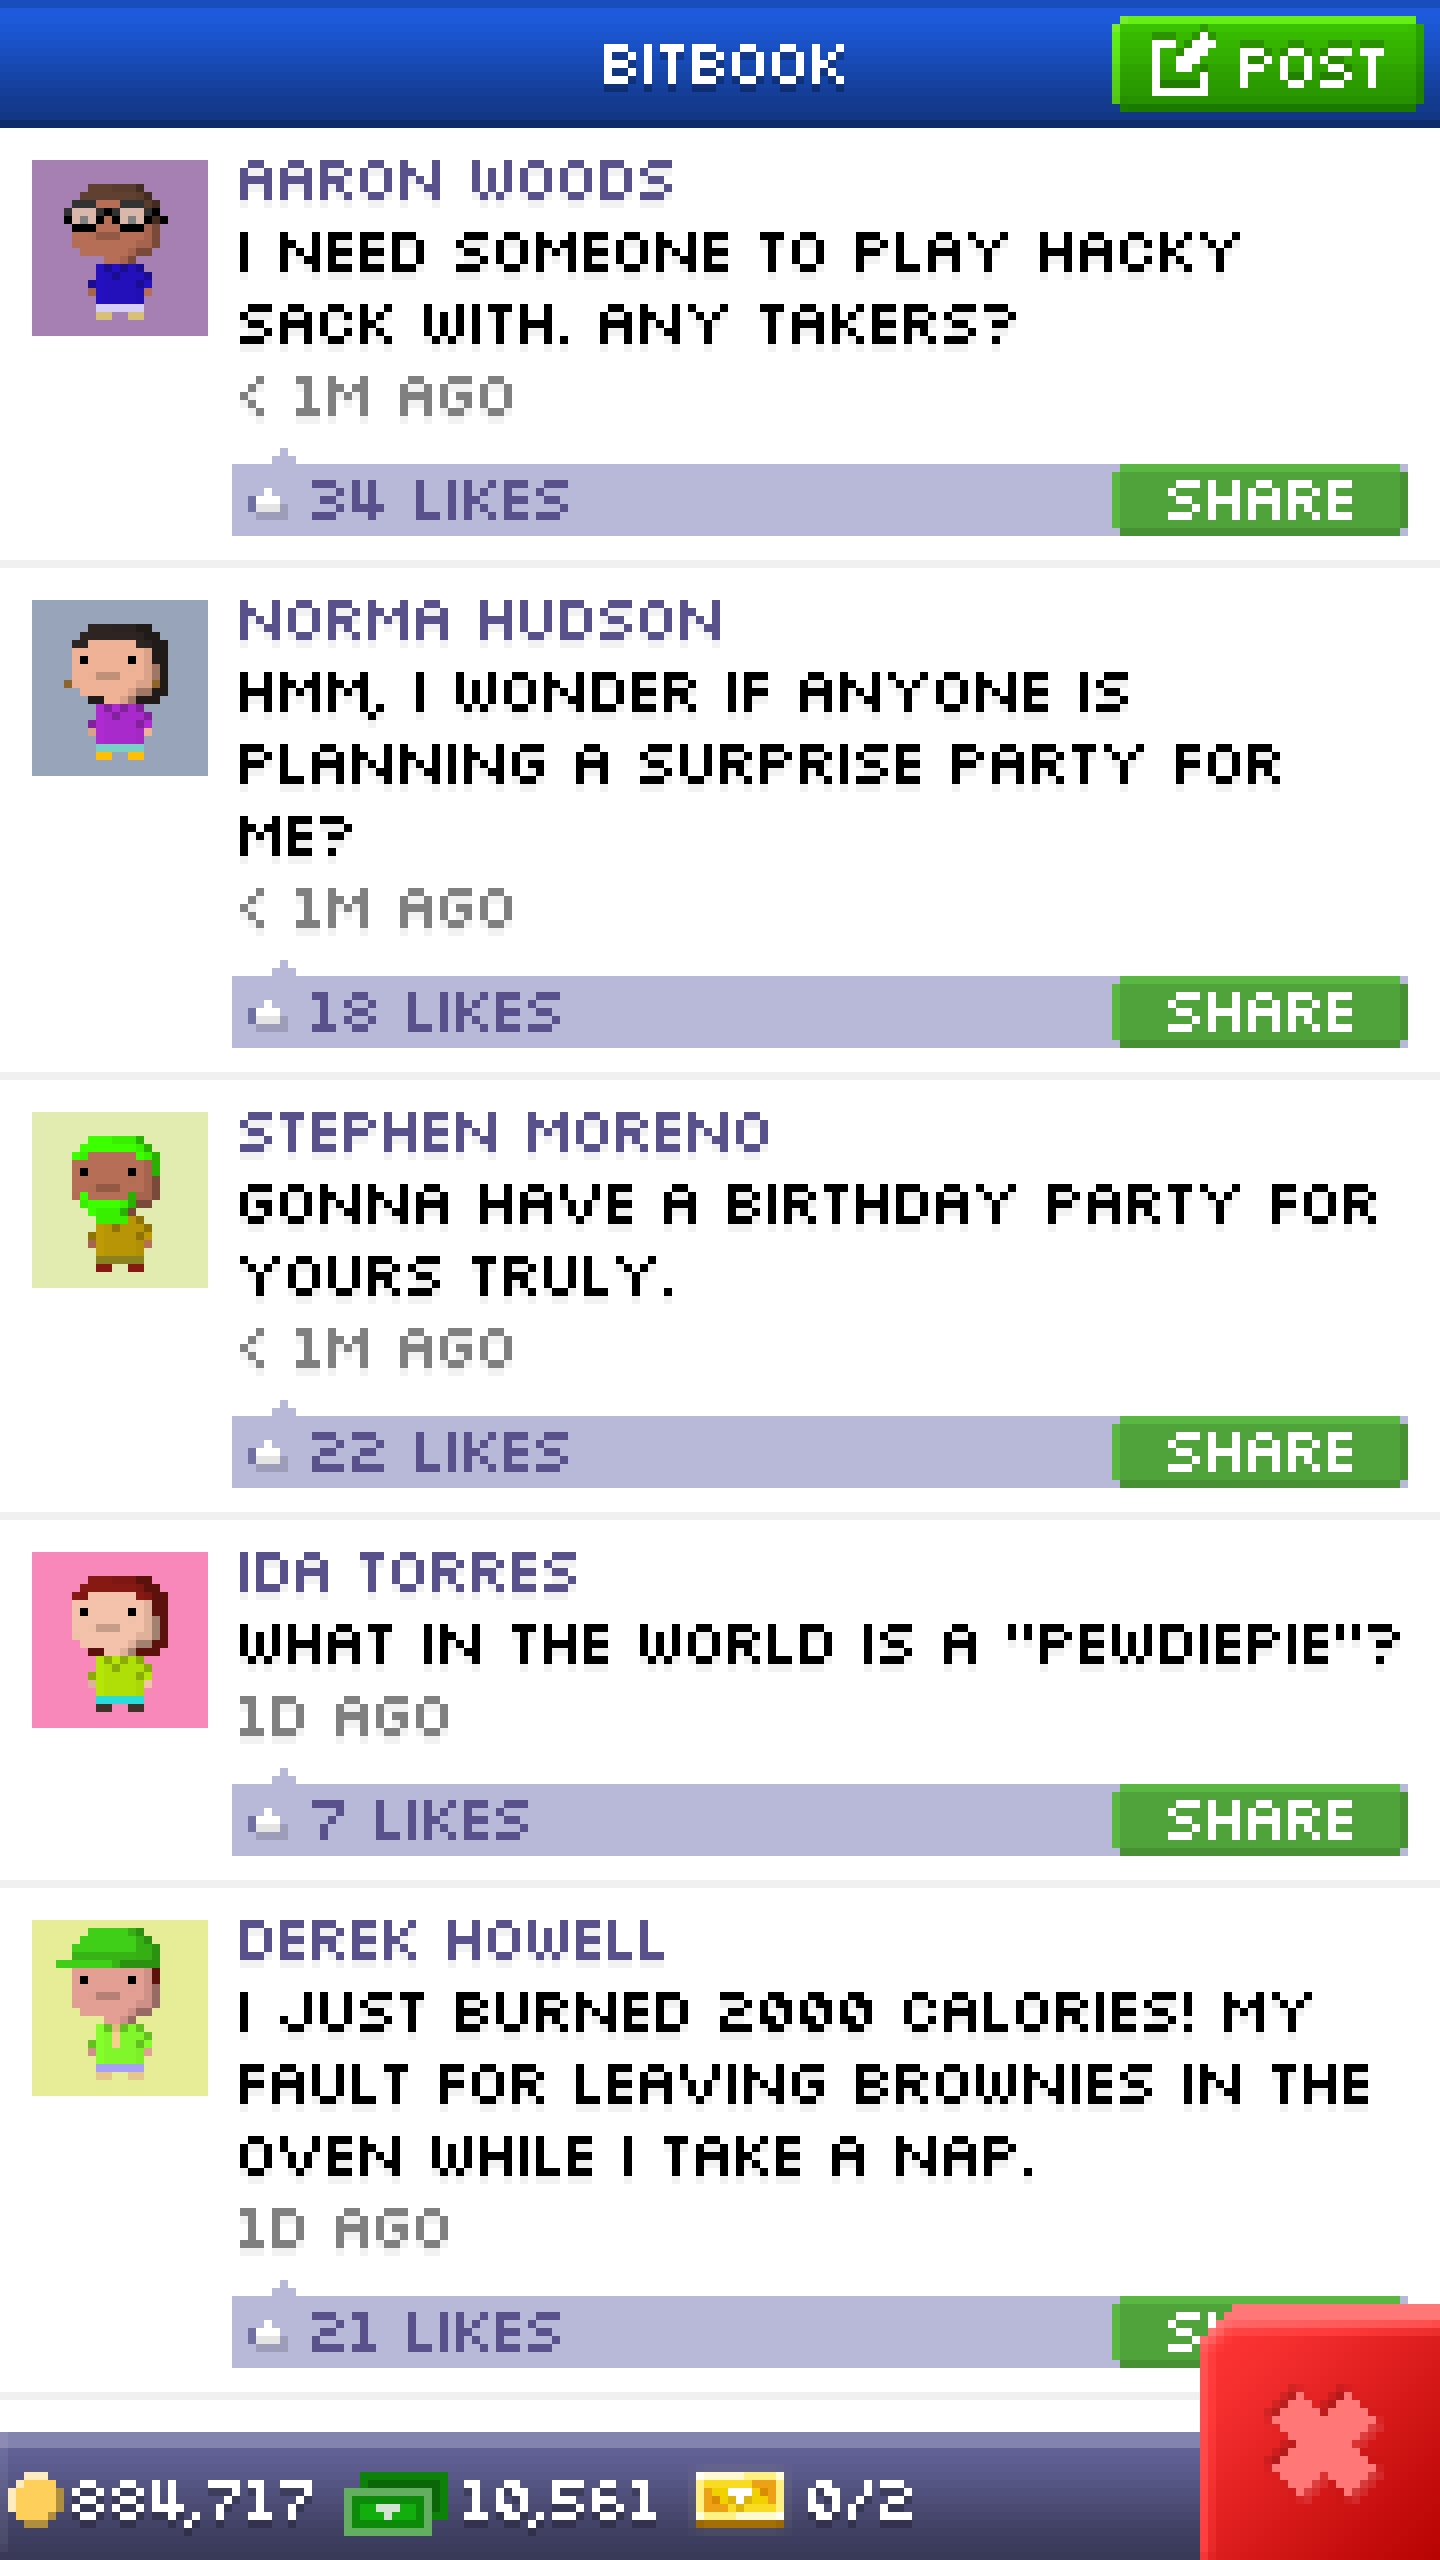 BITBOOK
POST
AARON WOODS
I NEED SOMEONE TO PLAY HACKY
SACK WITH. ANY TAKERS?
< 1M AGO
34 LIKES
SHARE
NORMA HUDSON
HMM, I WONDER IF ANYONE IS
PLANNING A SURPRISE PARTY FOR
ME?
< 1M AGO
18 LIKES
SHARE
STEPHEN MORENO
GONNA HAVE A BIRTHDAY PARTY FOR
YOURS TRULY.
< 1M AGO
22 LIKES
SHARE
IDA TORRES
WHAT IN THE WORLD IS A "PEWDIEPIE"?
1D AGO
7 LIKES
SHARE
DEREK HOWELL
I JUST BURNED 2000 CALORIES! MY
FAULT FOR LEAVING BROWNIES IN THE
OVEN WHILE I TAKE A NAP.
1D AGO
21 LIKES
884,717 10,561 0/2